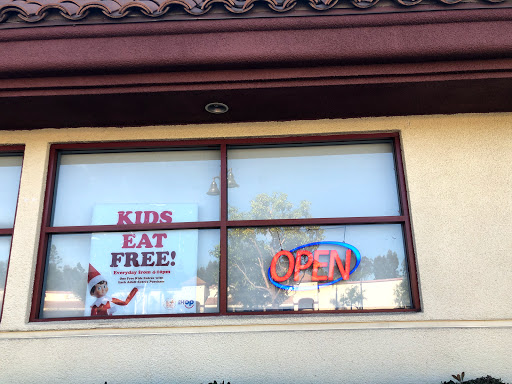 KIDS
EAT
FREE!
Everyday from 4-10pm
OPEN